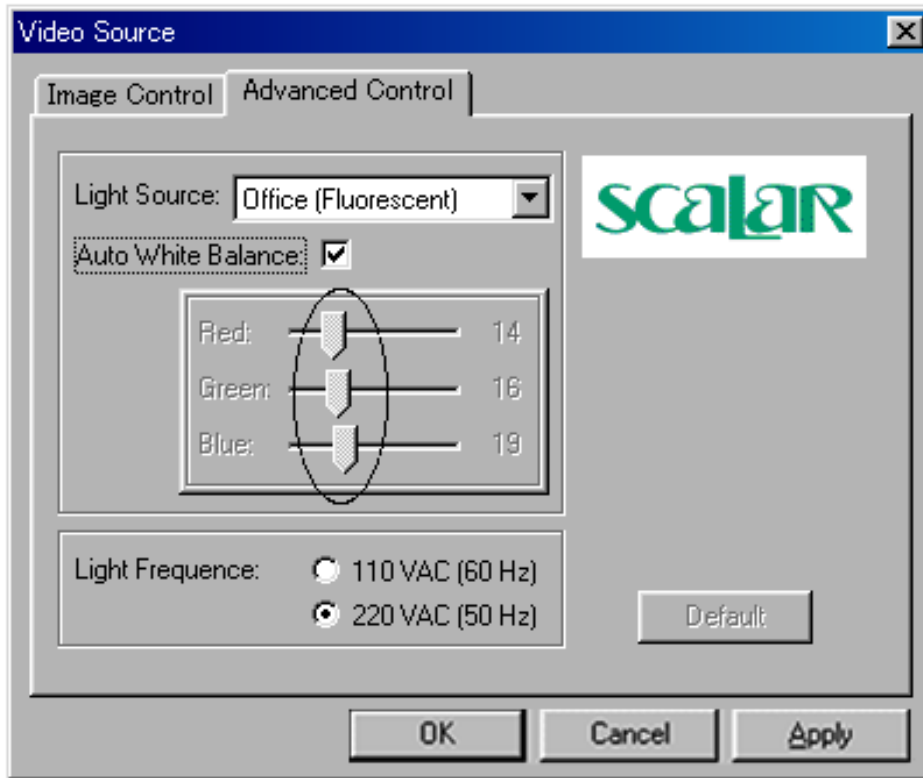 Video Source
Image Control Advanced Control
Light Source: Office (Fluorescent)
SCALAR
Auto White Balance:
Red: 14
Green: 16
Blue: 19
Light Frequence: 110 VAC (60 Hz)
220 VAC (50 Hz)
Default
OK Cancel Apply